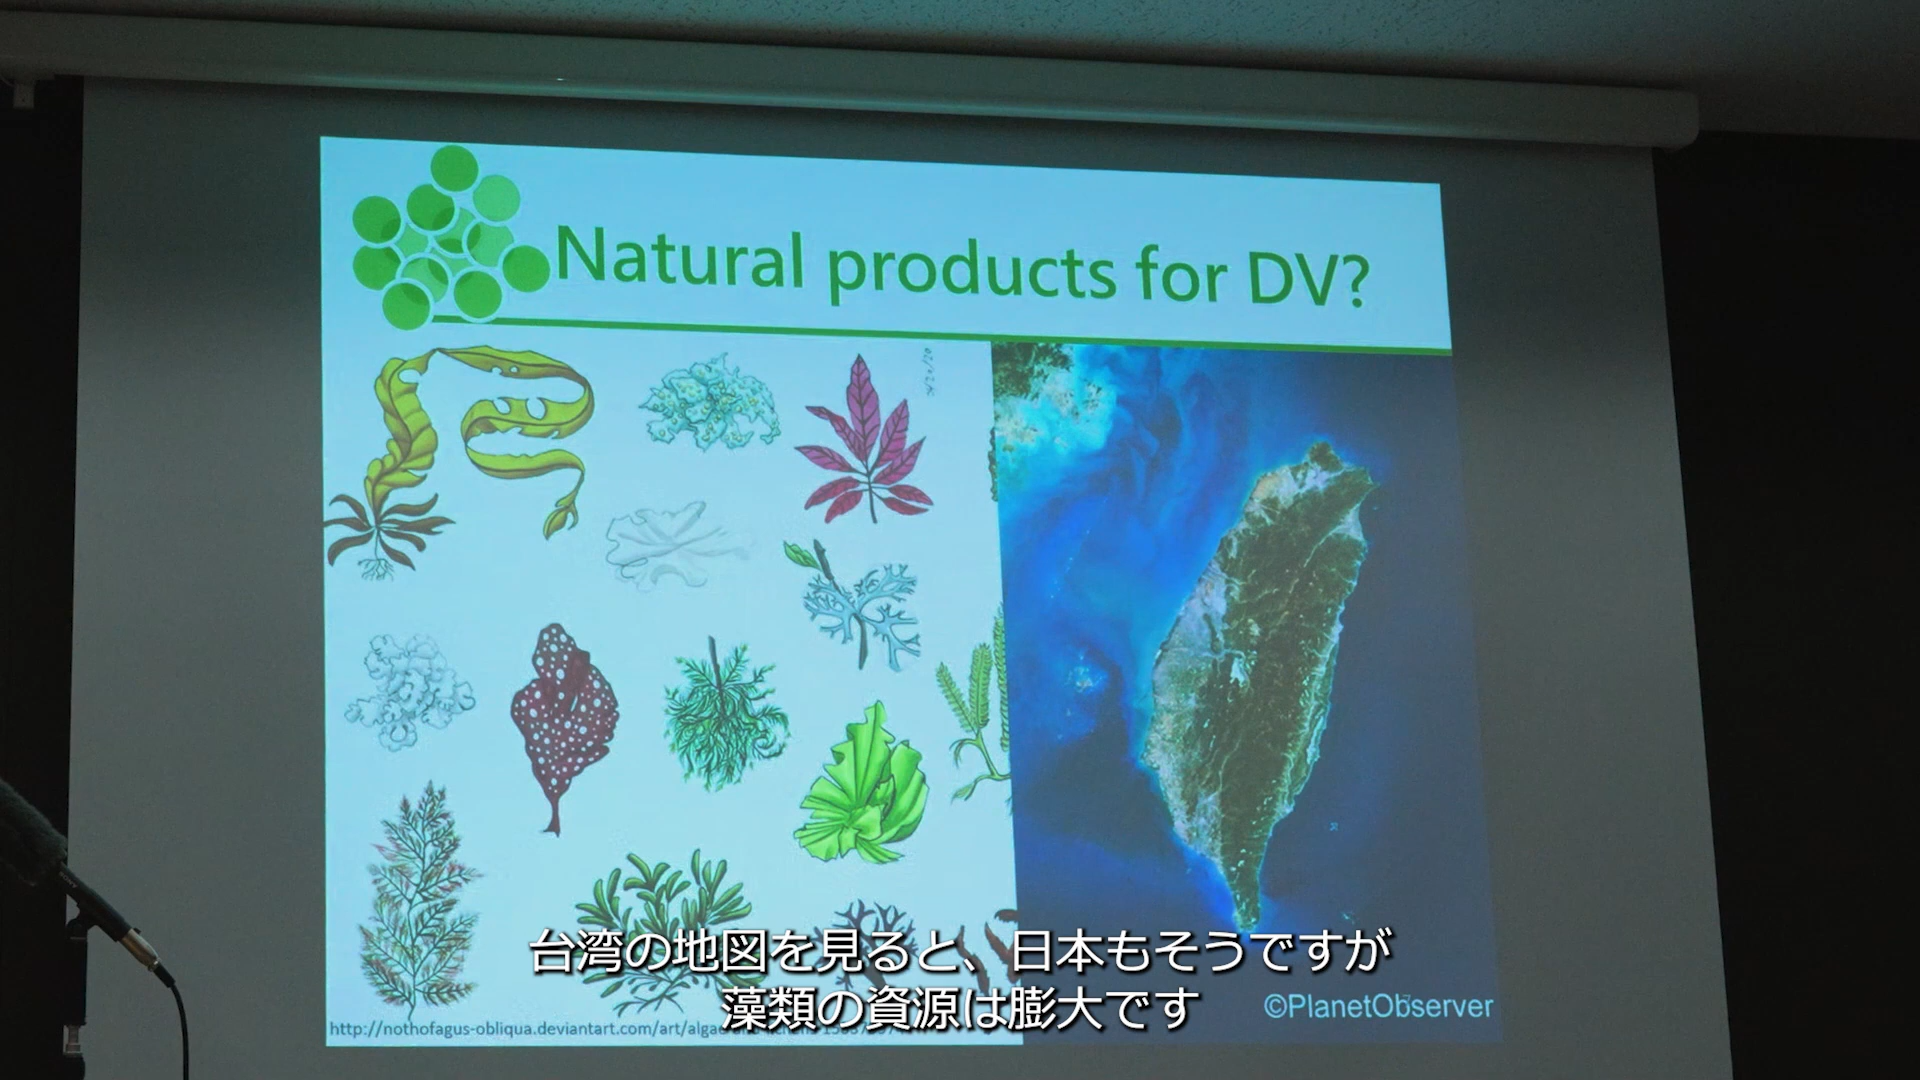 Natural products for DV?
台湾の地図を見ると、日本もそうですが
藻類の資源は膨大です
©PlanetObserver
http://nothofagus-obliqua.deviantart.com/art/algae